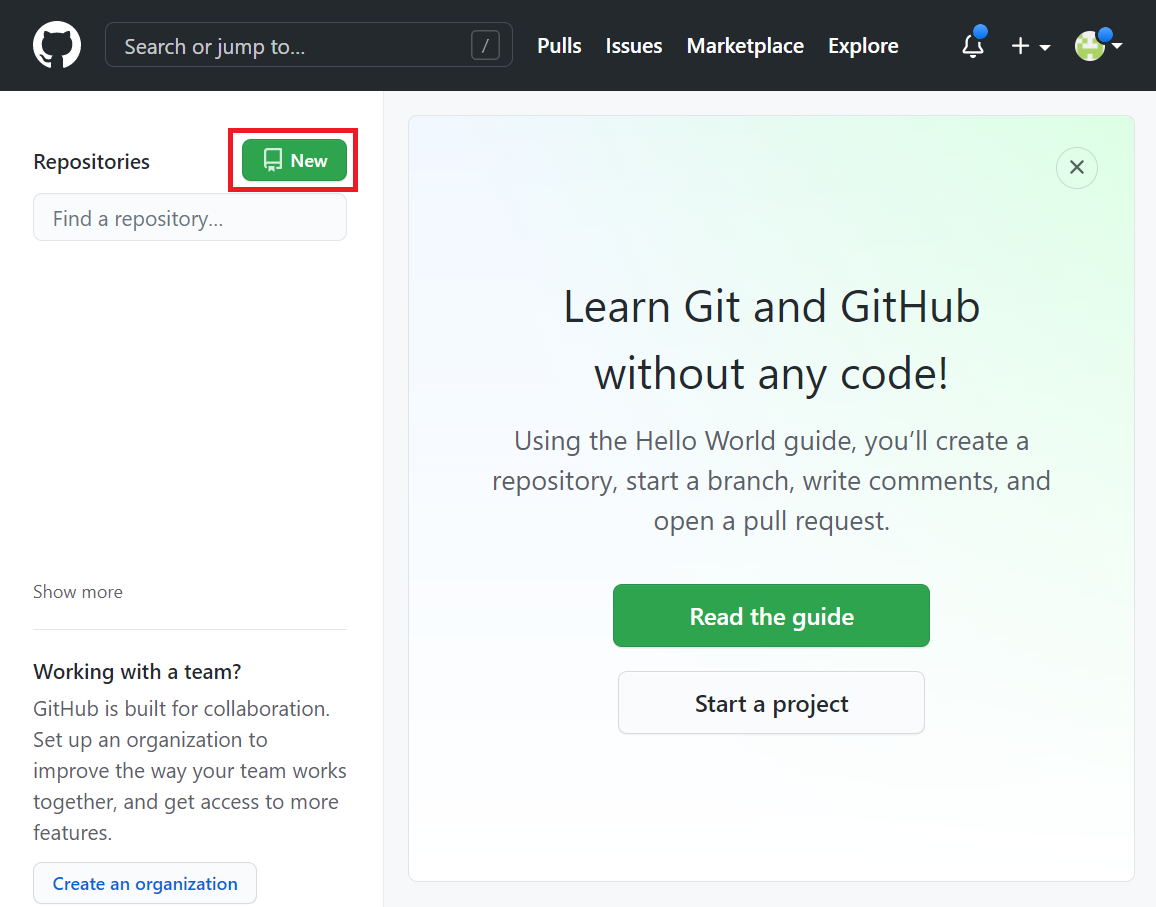 Search or jump to...
/
Pulls
Issues
Marketplace
Explore
Repositories
New
Find a repository...
Show more
Working with a team?
GitHub is built for collaboration.
Set up an organization to
improve the way your team works
together, and get access to more
features.
Create an organization
Learn Git and GitHub
without any code!
Using the Hello World guide, you’ll create a
repository, start a branch, write comments, and
open a pull request.
Read the guide
Start a project